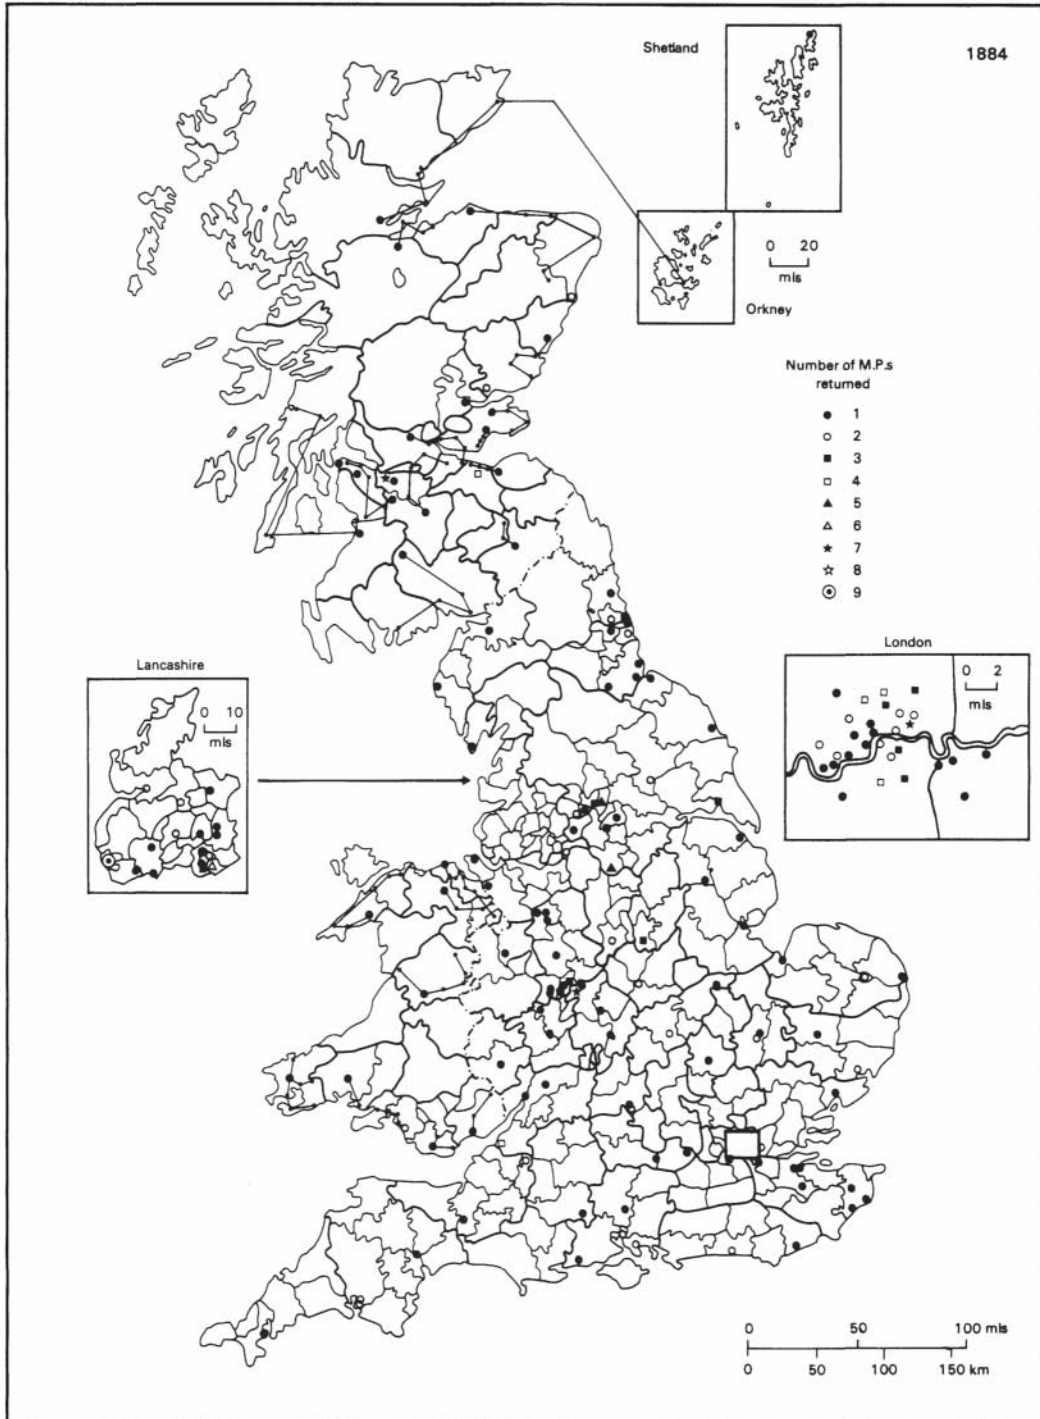 Shetland
1884
0 20
mls
Orkney
Number of M.P.s
returned
1
2
3
4
5
6
7
8
9
Lancashire
0 10
mls
London
0 2
mls
0 50 100 mls
0 50 100 150 km